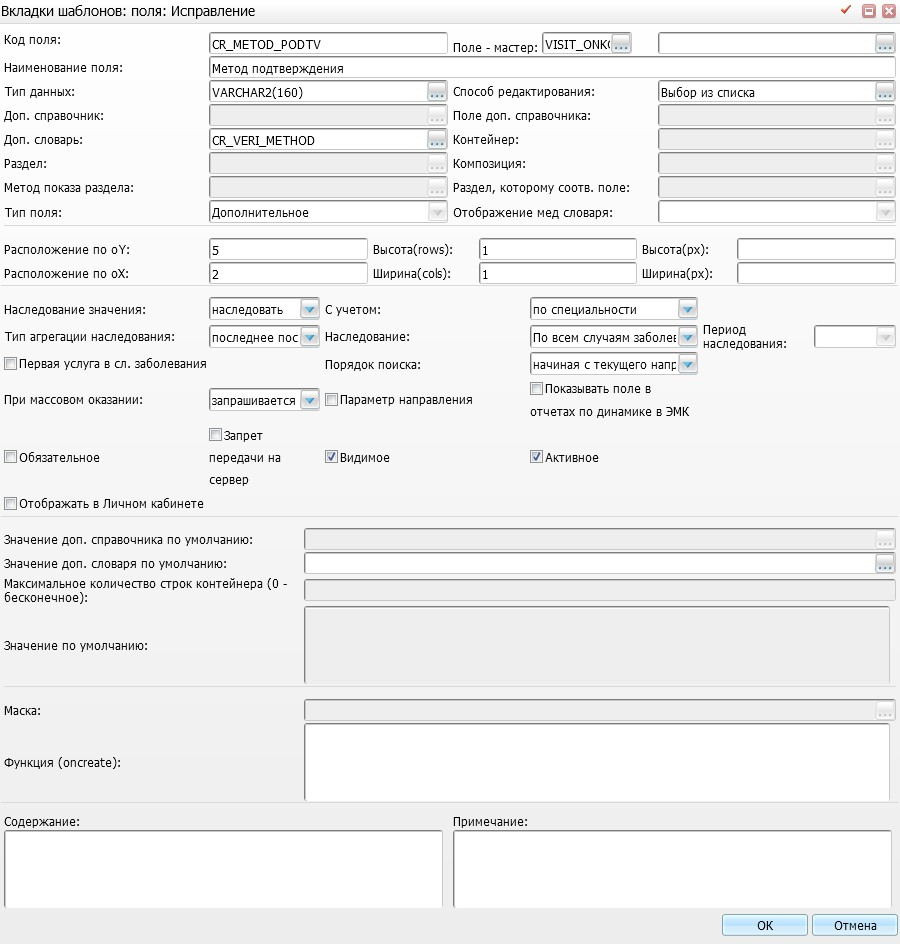 Вкладки шаблонов: поля: Исправление
Код поля: CR_METOD_PODTV Поле - мастер: VISIT_ONK ...
Наименование поля: Метод подтверждения
Тип данных: VARCHAR2(160) ... Способ редактирования: Выбор из списка ...
Доп. справочник: ... Поле доп. справочника: ...
Доп. словарь: CR_VERI_METHOD ... Контейнер: ...
Раздел: ... Композиция: ...
Метод показа раздела: ... Раздел, которому соотв. поле: ...
Тип поля: Дополнительное Отображение мед словаря:
Расположение по oY: 5 Высота(rows): 1 Высота(px):
Расположение по oX: 2 Ширина(cols): 1 Ширина(px):
Наследование значения: наследовать С учетом: по специальности
Тип агрегации наследования: последнее пос Наследование: По всем случаям заболев Период
наследования:
Первая услуга в сл. заболевания Порядок поиска: начиная с текущего напр
При массовом оказании: запрашивается Параметр направления Показывать поле в
отчетах по динамике в ЭМК
Запрет
Обязательное передачи на Видимое Активное
сервер
Отображать в Личном кабинете
Значение доп. справочника по умолчанию: ...
Значение доп. словаря по умолчанию: ...
Максимальное количество строк контейнера (0 -
бесконечное):
Значение по умолчанию:
Маска: ...
Функция (oncreate):
Содержание: Примечание:
ОК Отмена